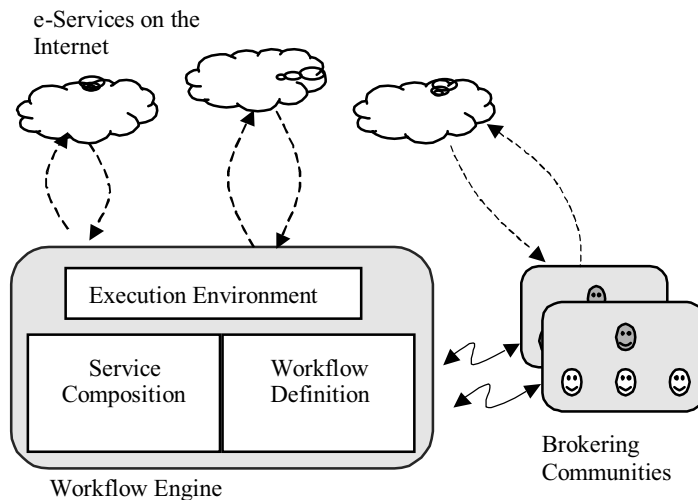 e-Services on the
Internet
Execution Environment
Service
Composition
Workflow
Definition
Brokering
Communities
Workflow Engine